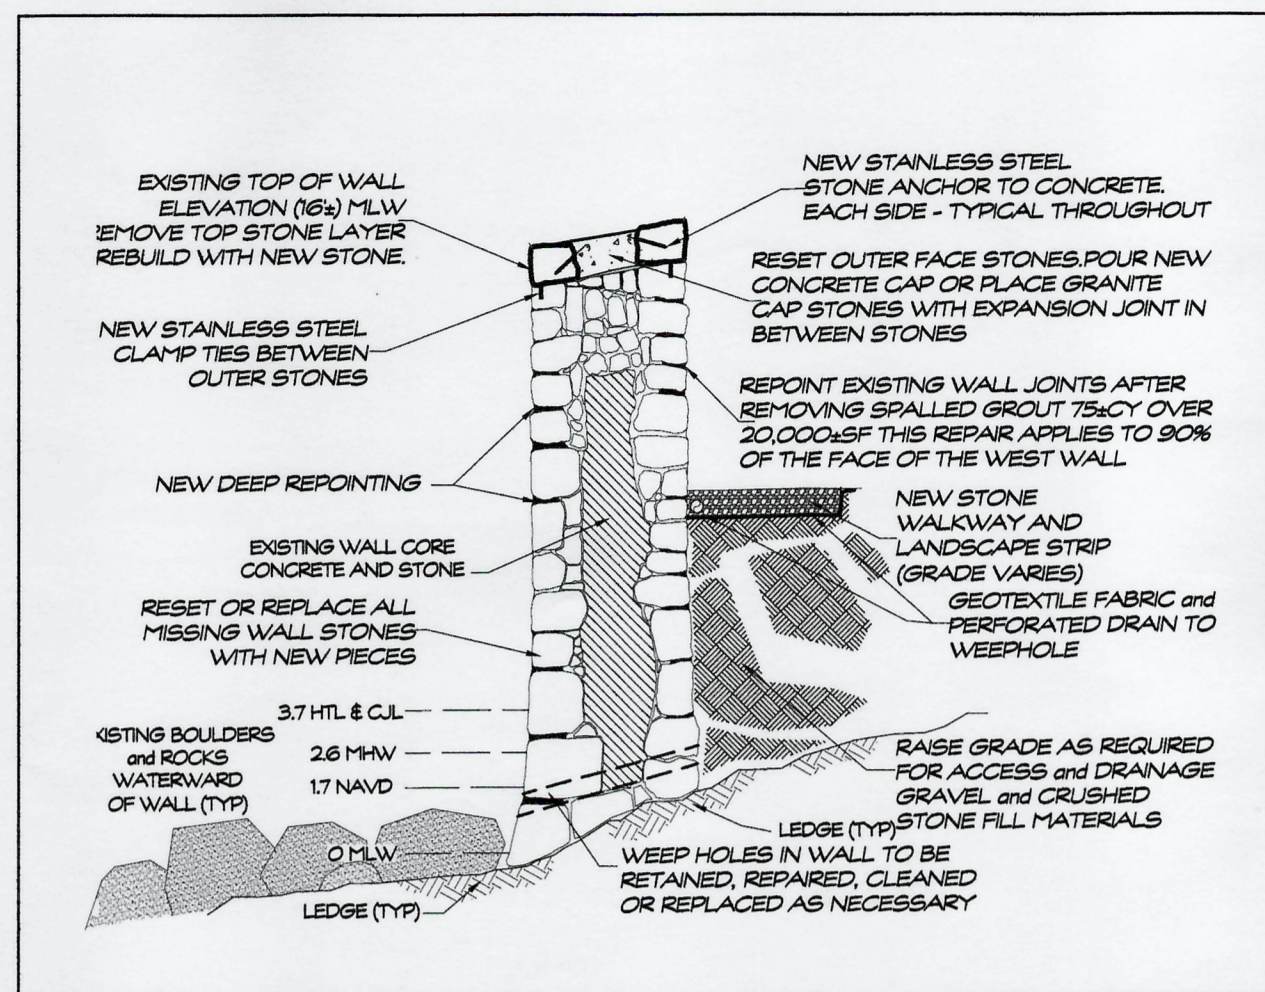 EXISTING TOP OF WALL
ELEVATION (16'±) MLW
EMOVE TOP STONE LAYER
REBUILD WITH NEW STONE.
NEW STAINLESS STEEL
CLAMP TIES BETWEEN
OUTER STONES
NEW DEEP REPOINTING
EXISTING WALL CORE
CONCRETE AND STONE
RESET OR REPLACE ALL
MISSING WALL STONES
WITH NEW PIECES
3.7 HTL & CJL
XISTING BOULDERS
and ROCKS
WATERWARD
OF WALL (TYP)
2.6 MHW
1.7 NAVD
0 MLW
LEDGE (TYP)
NEW STAINLESS STEEL
STONE ANCHOR TO CONCRETE.
EACH SIDE - TYPICAL THROUGHOUT
RESET OUTER FACE STONES.POUR NEW
CONCRETE CAP OR PLACE GRANITE
CAP STONES WITH EXPANSION JOINT IN
BETWEEN STONES
REPOINT EXISTING WALL JOINTS AFTER
REMOVING SPALLED GROUT 75±CY OVER
20,000±SF THIS REPAIR APPLIES TO 90%
OF THE FACE OF THE WEST WALL
NEW STONE
WALKWAY AND
LANDSCAPE STRIP
(GRADE VARIES)
GEOTEXTILE FABRIC and
PERFORATED DRAIN TO
WEEPHOLE
RAISE GRADE AS REQUIRED
FOR ACCESS and DRAINAGE
GRAVEL and CRUSHED
STONE FILL MATERIALS
LEDGE (TYP)
WEEP HOLES IN WALL TO BE
RETAINED, REPAIRED, CLEANED
OR REPLACED AS NECESSARY